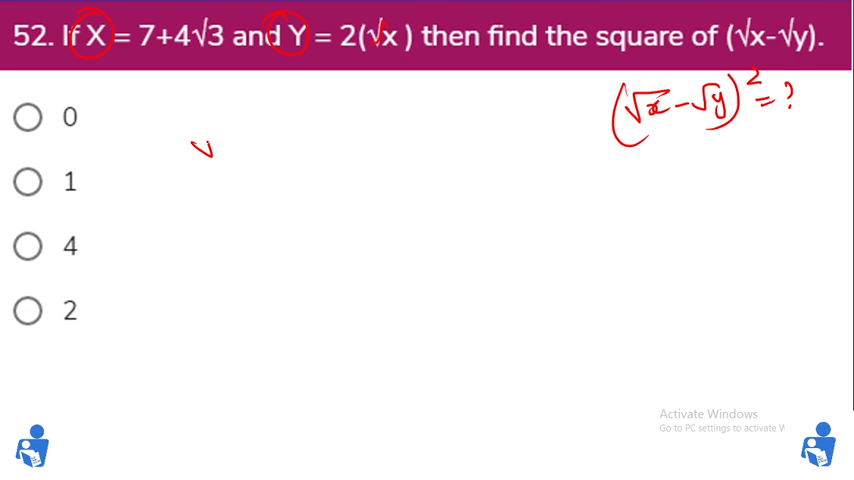 52. If X = 7+4√3 and Y = 2(√x ) then find the square of (√x-√y).
(√x - √y)² = ?
0
1
4
2
Activate Windows
Go to PC settings to activate W